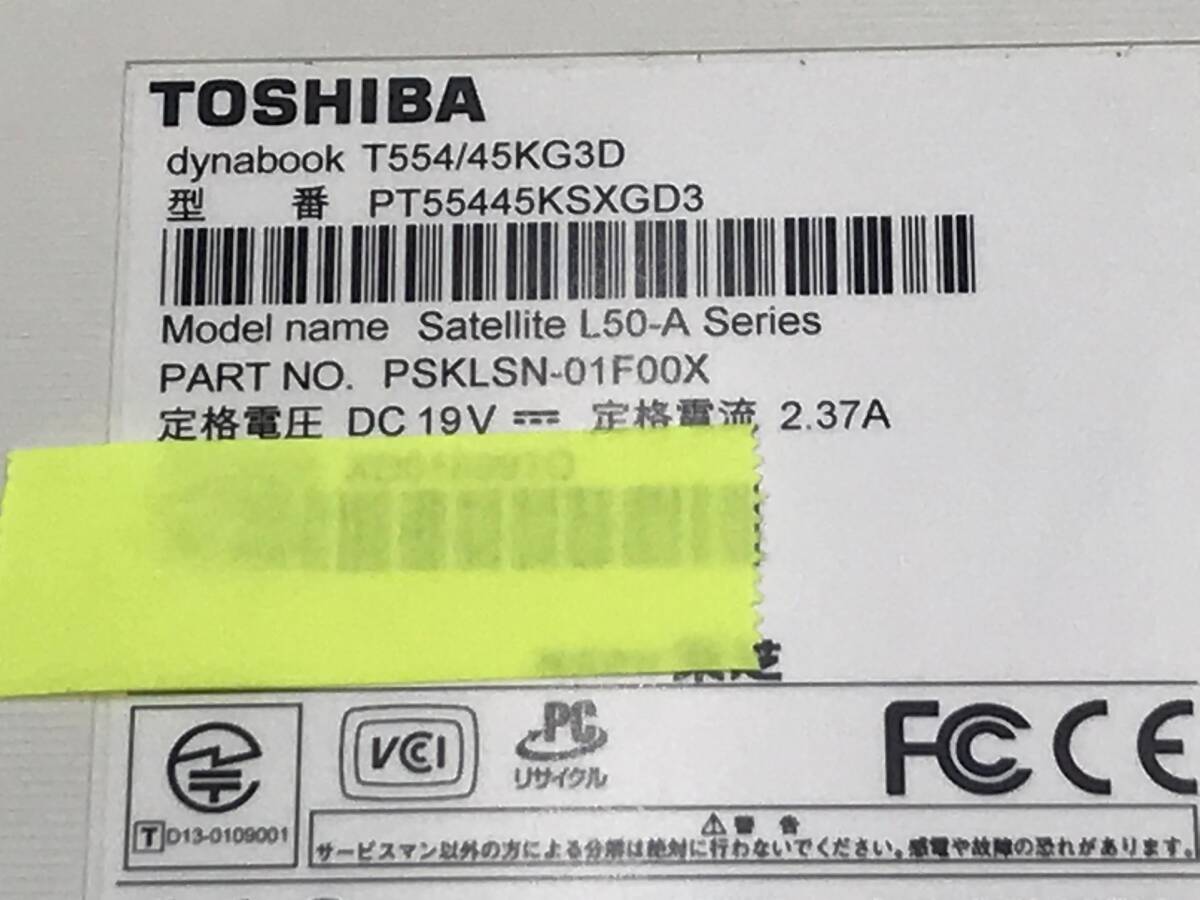 TOSHIBA
dynabook T554/45KG3D
型 番 PT55445KSXGD3
Model name Satellite L50-A Series
PART NO. PSKLSN-01F00X
定格電圧 DC 19V ⎓ 定格電流 2.37A
VCCI
PC
リサイクル
FC CE
T D13-0109001
⚠警 告
サービスマン以外の方による分解は絶対に行わないでください。感電や故障の恐れがあります。